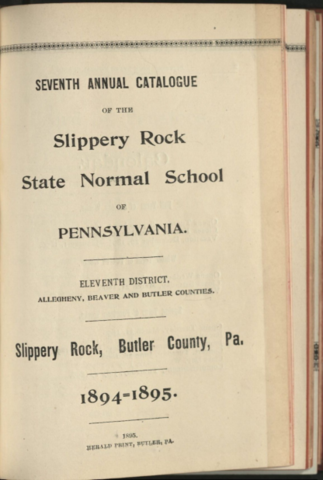 SEVENTH ANNUAL CATALOGUE
OF THE
Slippery Rock
State Normal School
OF
PENNSYLVANIA.
ELEVENTH DISTRICT,
ALLEGHENY, BEAVER AND BUTLER COUNTIES.
Slippery Rock, Butler County, Pa.
1894-1895.
1895.
HERALD PRINT, BUTLER, PA.